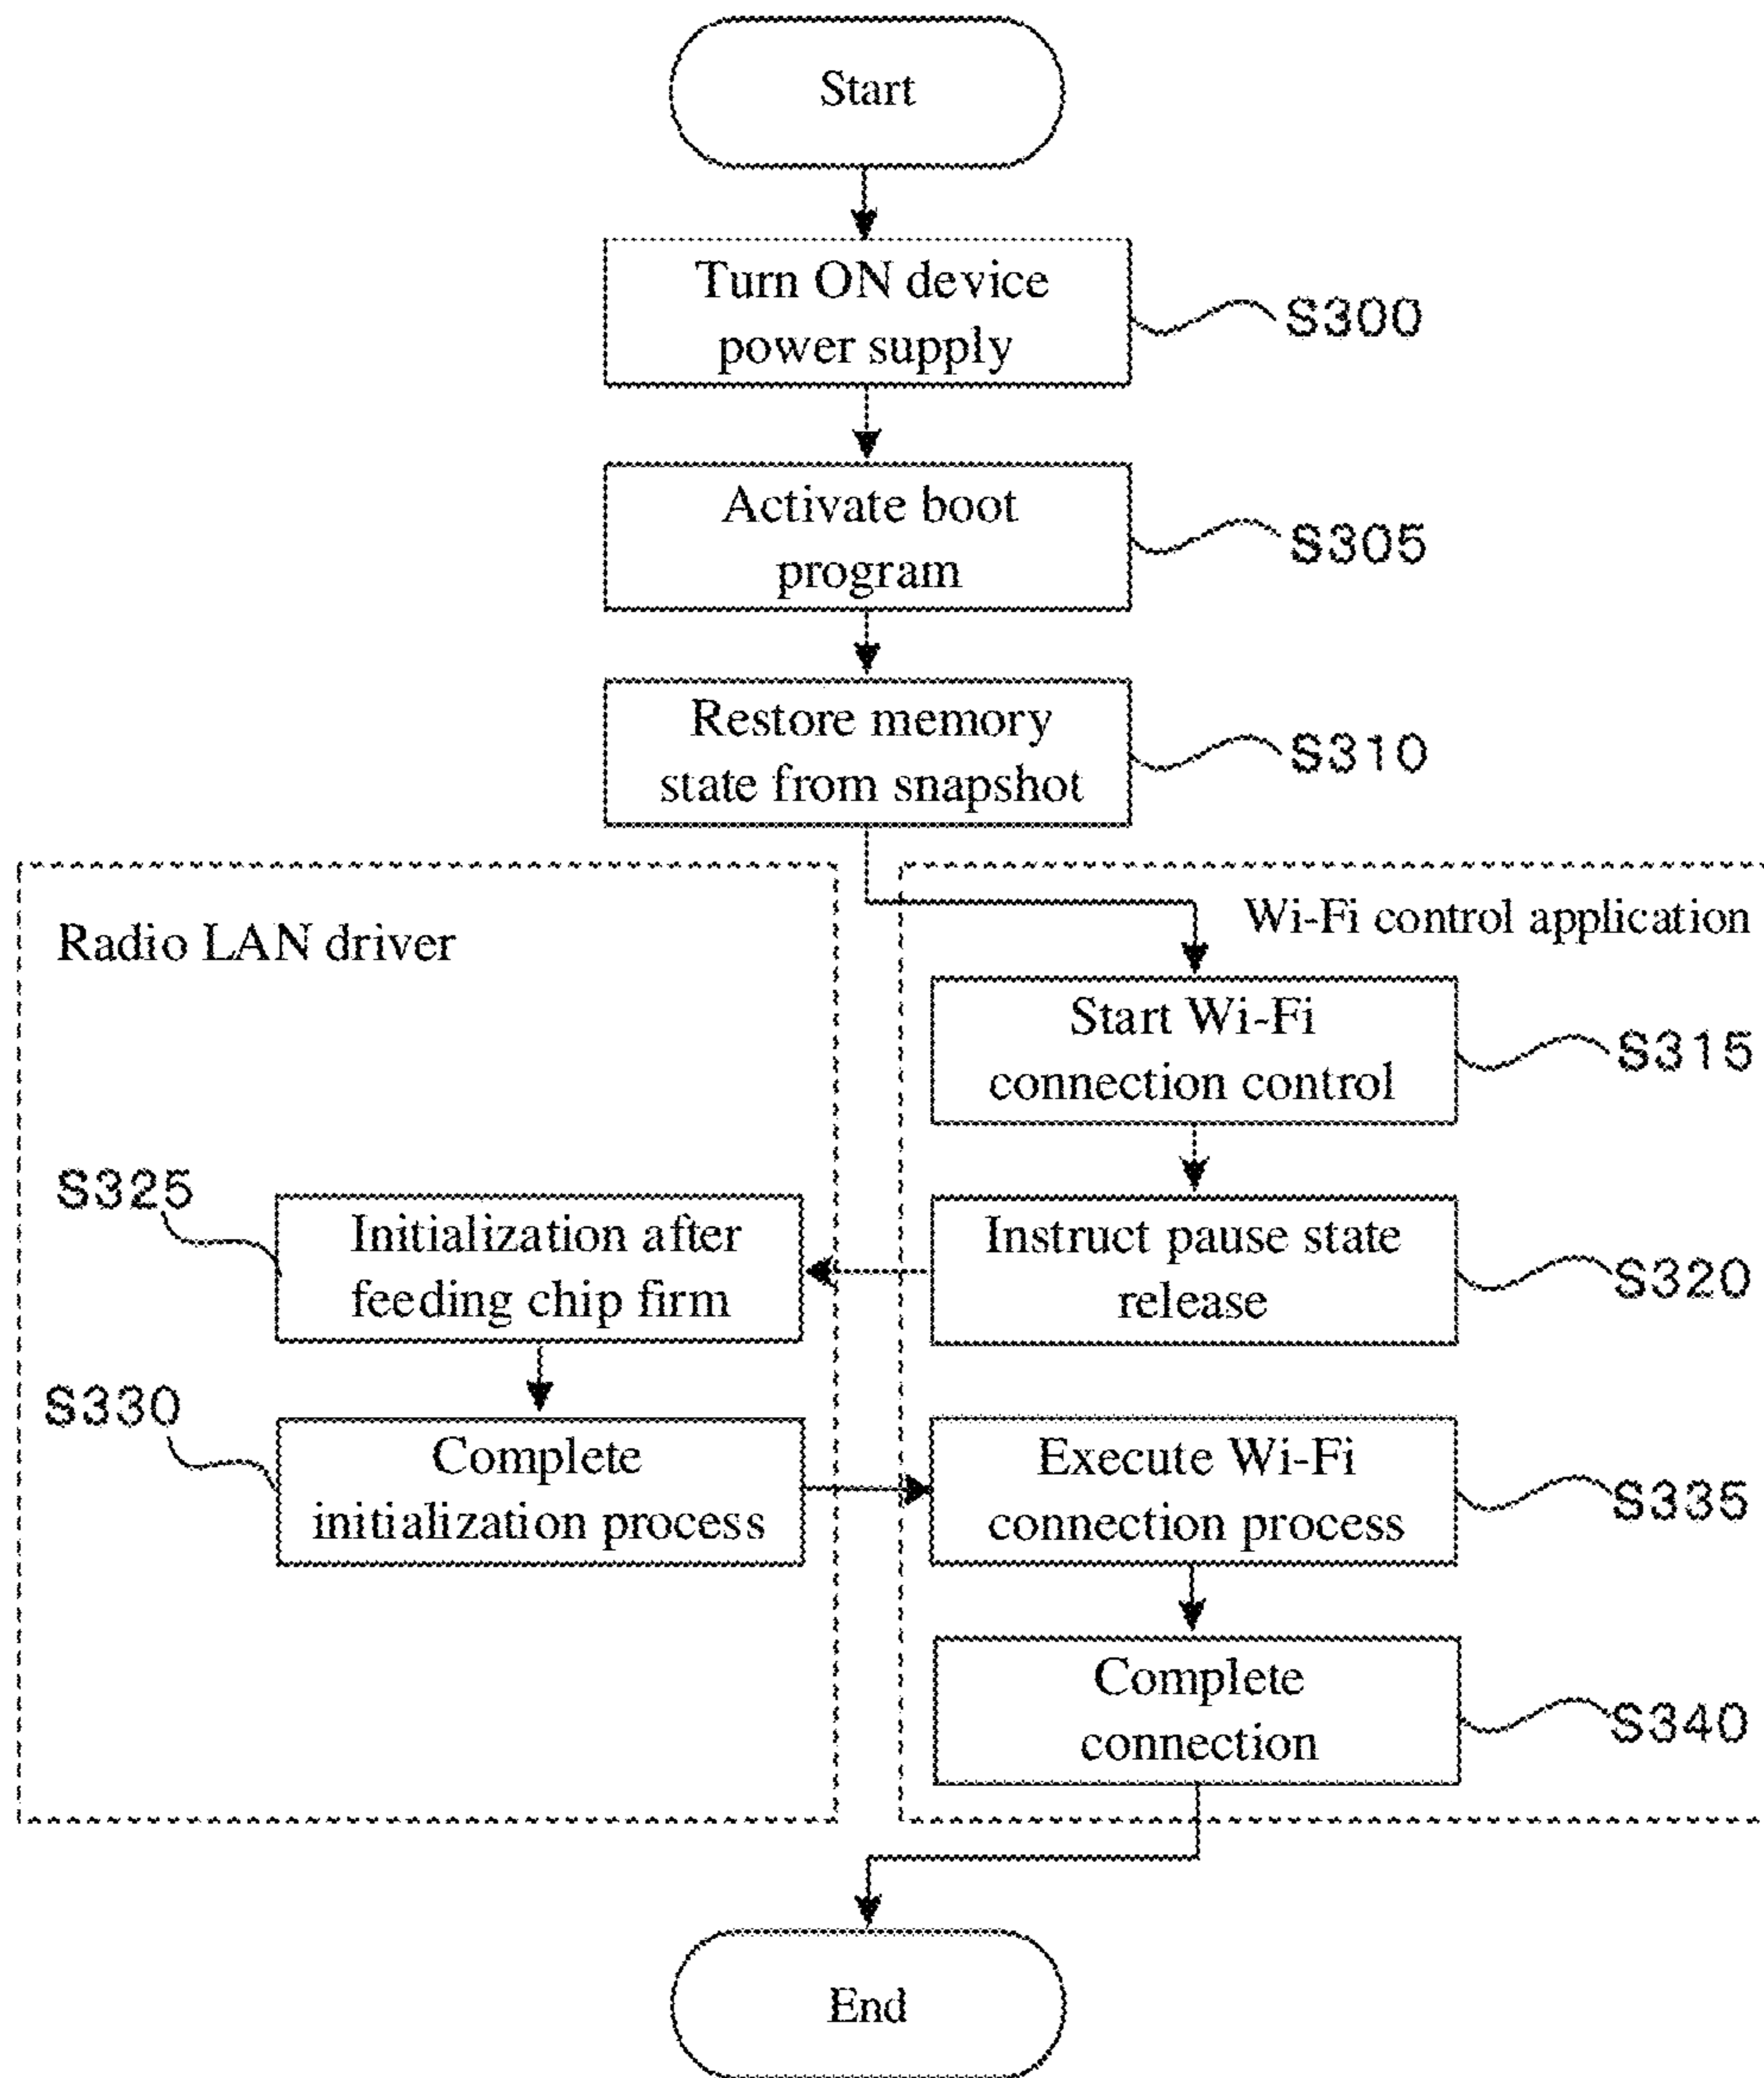 Start
Turn ON device
power supply
S300
Activate boot
program
S305
Restore memory
state from snapshot
S310
Radio LAN driver
Wi-Fi control application
Start Wi-Fi
connection control
S315
Instruct pause state
release
S320
S325
Initialization after
feeding chip firm
S330
Complete
initialization process
Execute Wi-Fi
connection process
S335
Complete
connection
S340
End